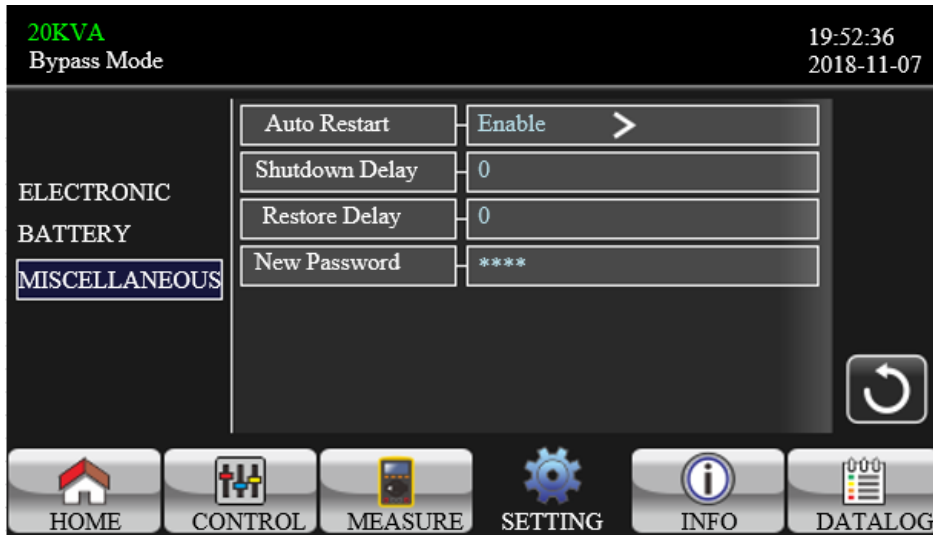 20KVA
Bypass Mode
19:52:36
2018-11-07
ELECTRONIC
BATTERY
MISCELLANEOUS
Auto Restart Enable >
Shutdown Delay 0
Restore Delay 0
New Password ****
HOME CONTROL MEASURE SETTING INFO DATALOG